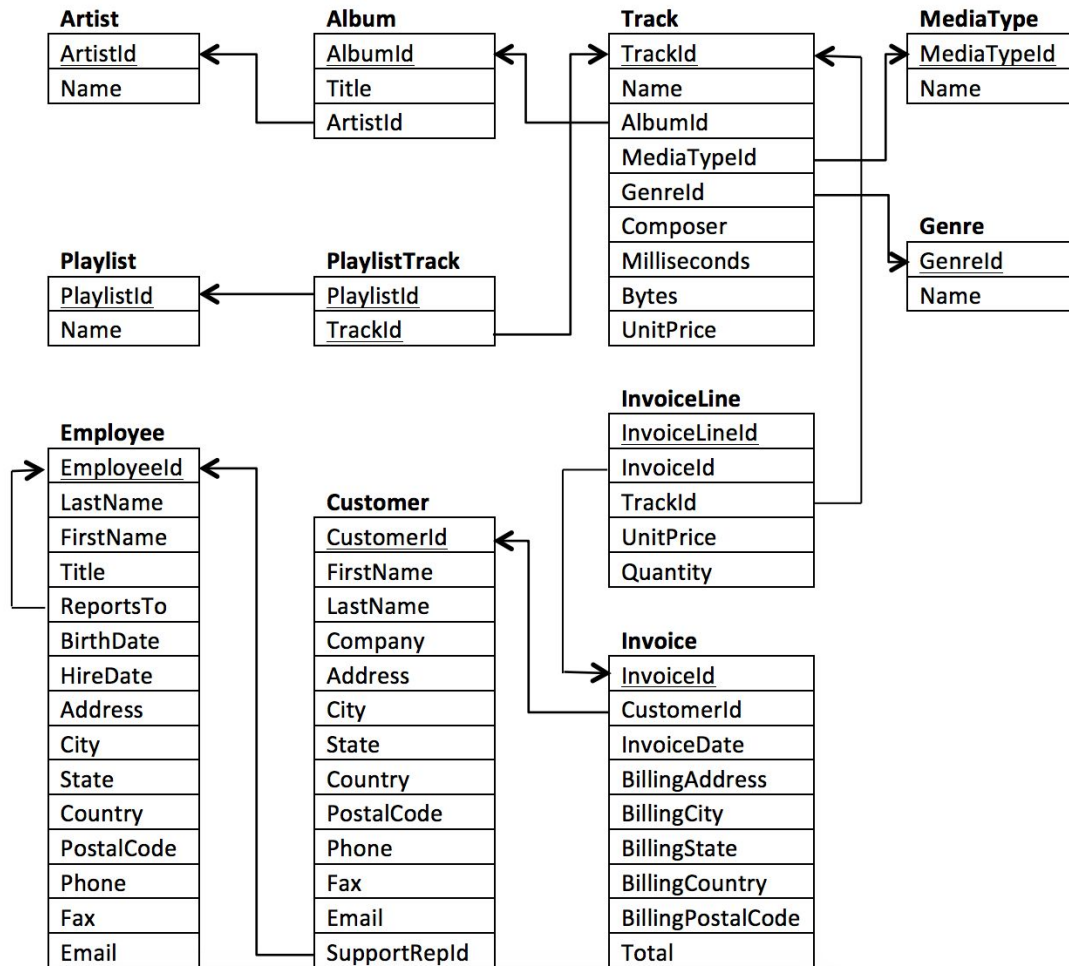 Artist
ArtistId
Name
Album
AlbumId
Title
ArtistId
Track
TrackId
Name
AlbumId
MediaTypeId
GenreId
Composer
Milliseconds
Bytes
UnitPrice
MediaType
MediaTypeId
Name
Genre
GenreId
Name
Playlist
PlaylistId
Name
PlaylistTrack
PlaylistId
TrackId
InvoiceLine
InvoiceLineId
InvoiceId
TrackId
UnitPrice
Quantity
Employee
EmployeeId
LastName
FirstName
Title
ReportsTo
BirthDate
HireDate
Address
City
State
Country
PostalCode
Phone
Fax
Email
Customer
CustomerId
FirstName
LastName
Company
Address
City
State
Country
PostalCode
Phone
Fax
Email
SupportRepId
Invoice
InvoiceId
CustomerId
InvoiceDate
BillingAddress
BillingCity
BillingState
BillingCountry
BillingPostalCode
Total